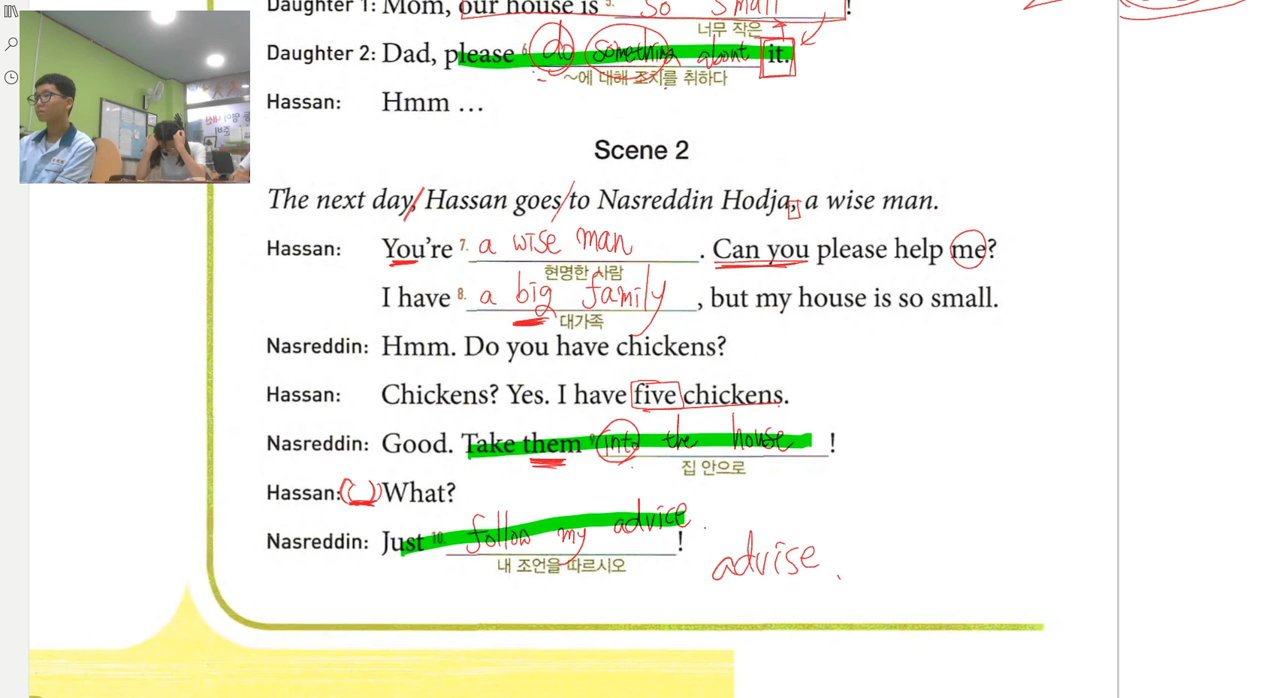 Daughter 1: Mom, our house is 5. so small !
너무 작은
Daughter 2: Dad, please 6. do something about it.
~에 대해 조치를 취하다
Hassan: Hmm …
Scene 2
The next day, Hassan goes to Nasreddin Hodja, a wise man.
Hassan: You're 7. a wise man . Can you please help me?
현명한 사람
I have 8. a big family , but my house is so small.
대가족
Nasreddin: Hmm. Do you have chickens?
Hassan: Chickens? Yes. I have five chickens.
Nasreddin: Good. Take them 9. into the house !
집 안으로
Hassan: ( ) What?
Nasreddin: Just 10. follow my advice. !
내 조언을 따르시오
advise.